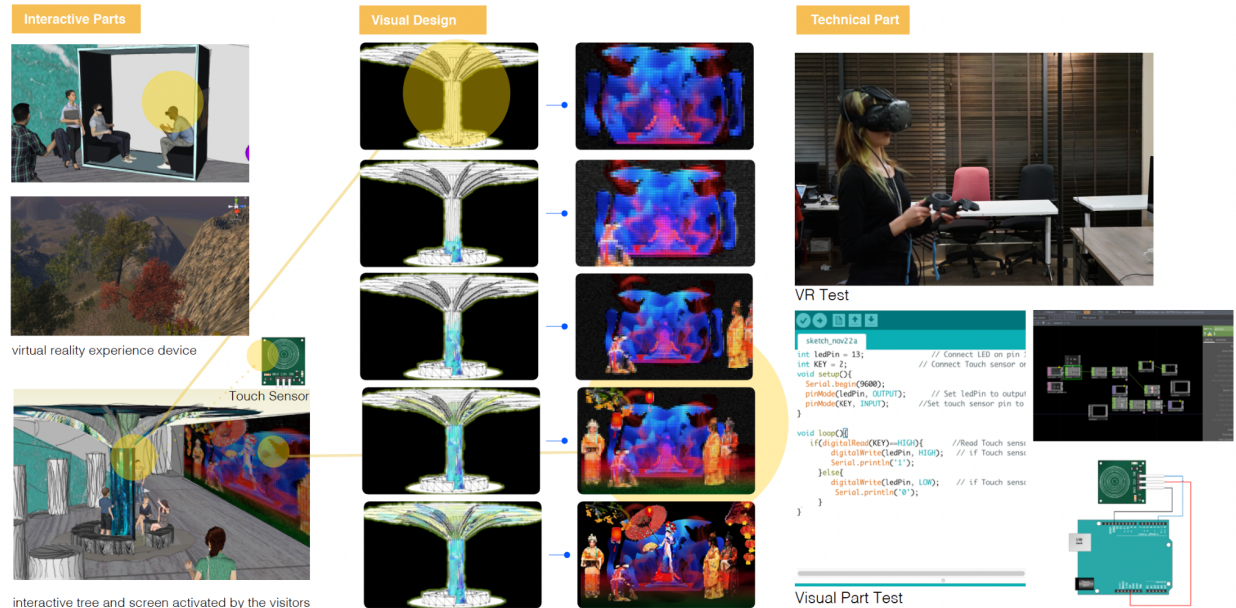 Interactive Parts
Visual Design
Technical Part
virtual reality experience device
Touch Sensor
interactive tree and screen activated by the visitors
VR Test
sketch_nov22a
int ledPin = 13; // Connect LED on pin
int KEY = 2; // Connect Touch sensor on
void setup(){
Serial.begin(9600);
pinMode(ledPin, OUTPUT); // Set ledPin to output
pinMode(KEY, INPUT); //Set touch sensor pin to
}
void loop(){
if(digitalRead(KEY)==HIGH){ //Read Touch sens
digitalWrite(ledPin, HIGH); // if Touch sens
Serial.println('1');
}else{
digitalWrite(ledPin, LOW); // if Touch sens
Serial.println('0');
}
}
Visual Part Test